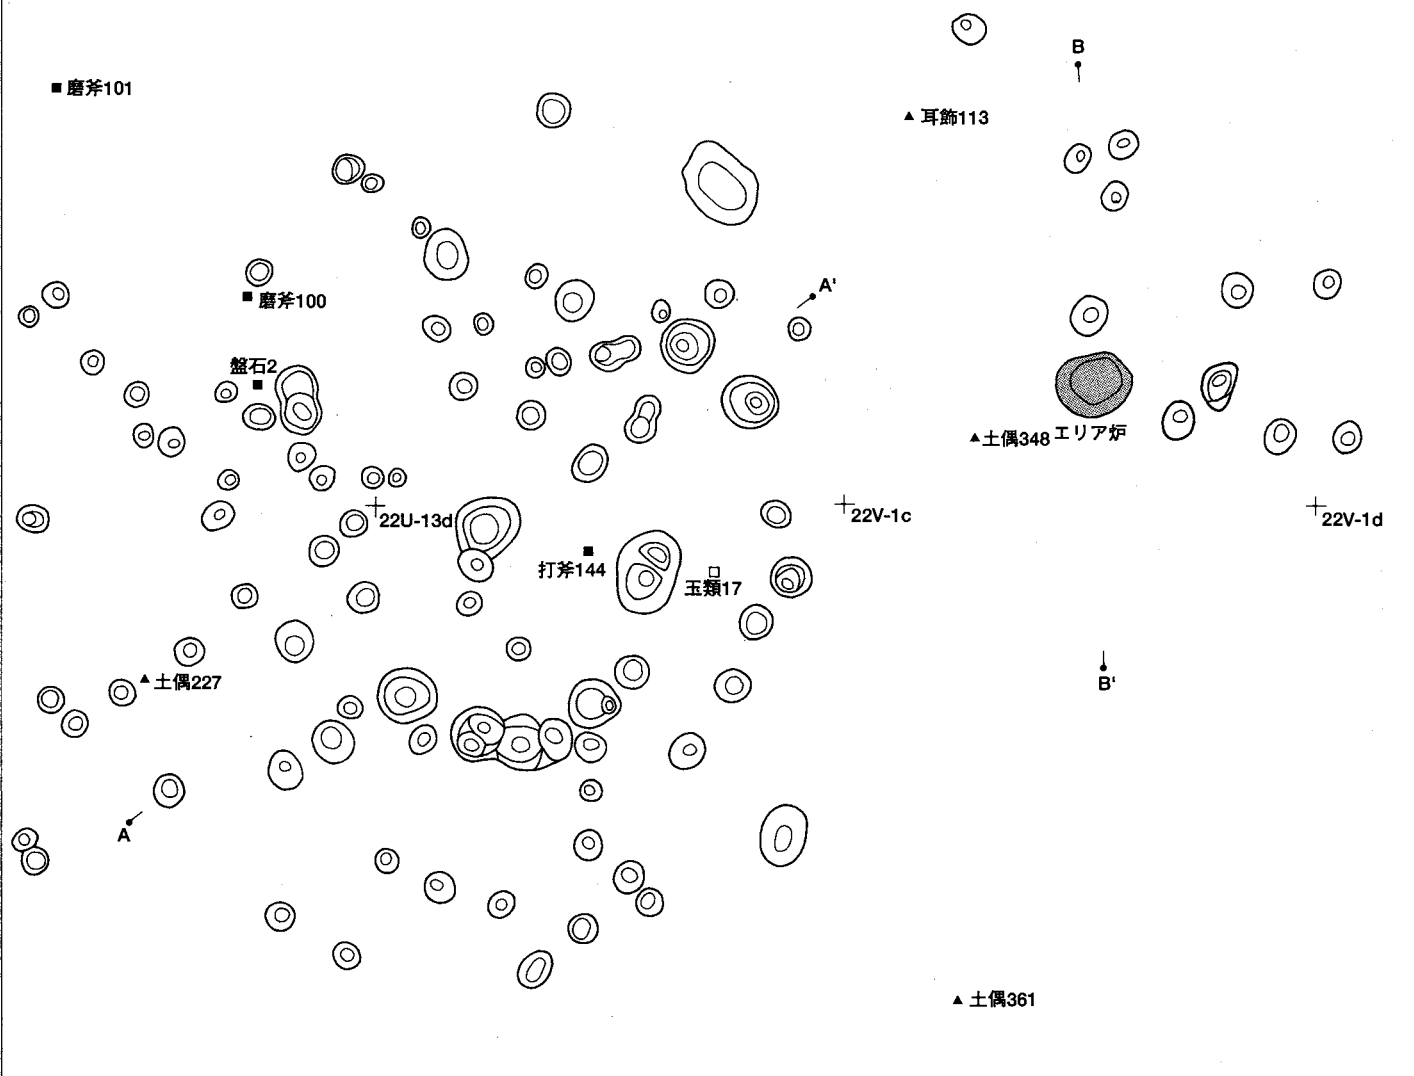 B
磨斧101
耳飾113
A'
磨斧100
盤石2
土偶348
エリア炉
22U-13d
22V-1c
22V-1d
打斧144
玉類17
土偶227
B'
A
土偶361